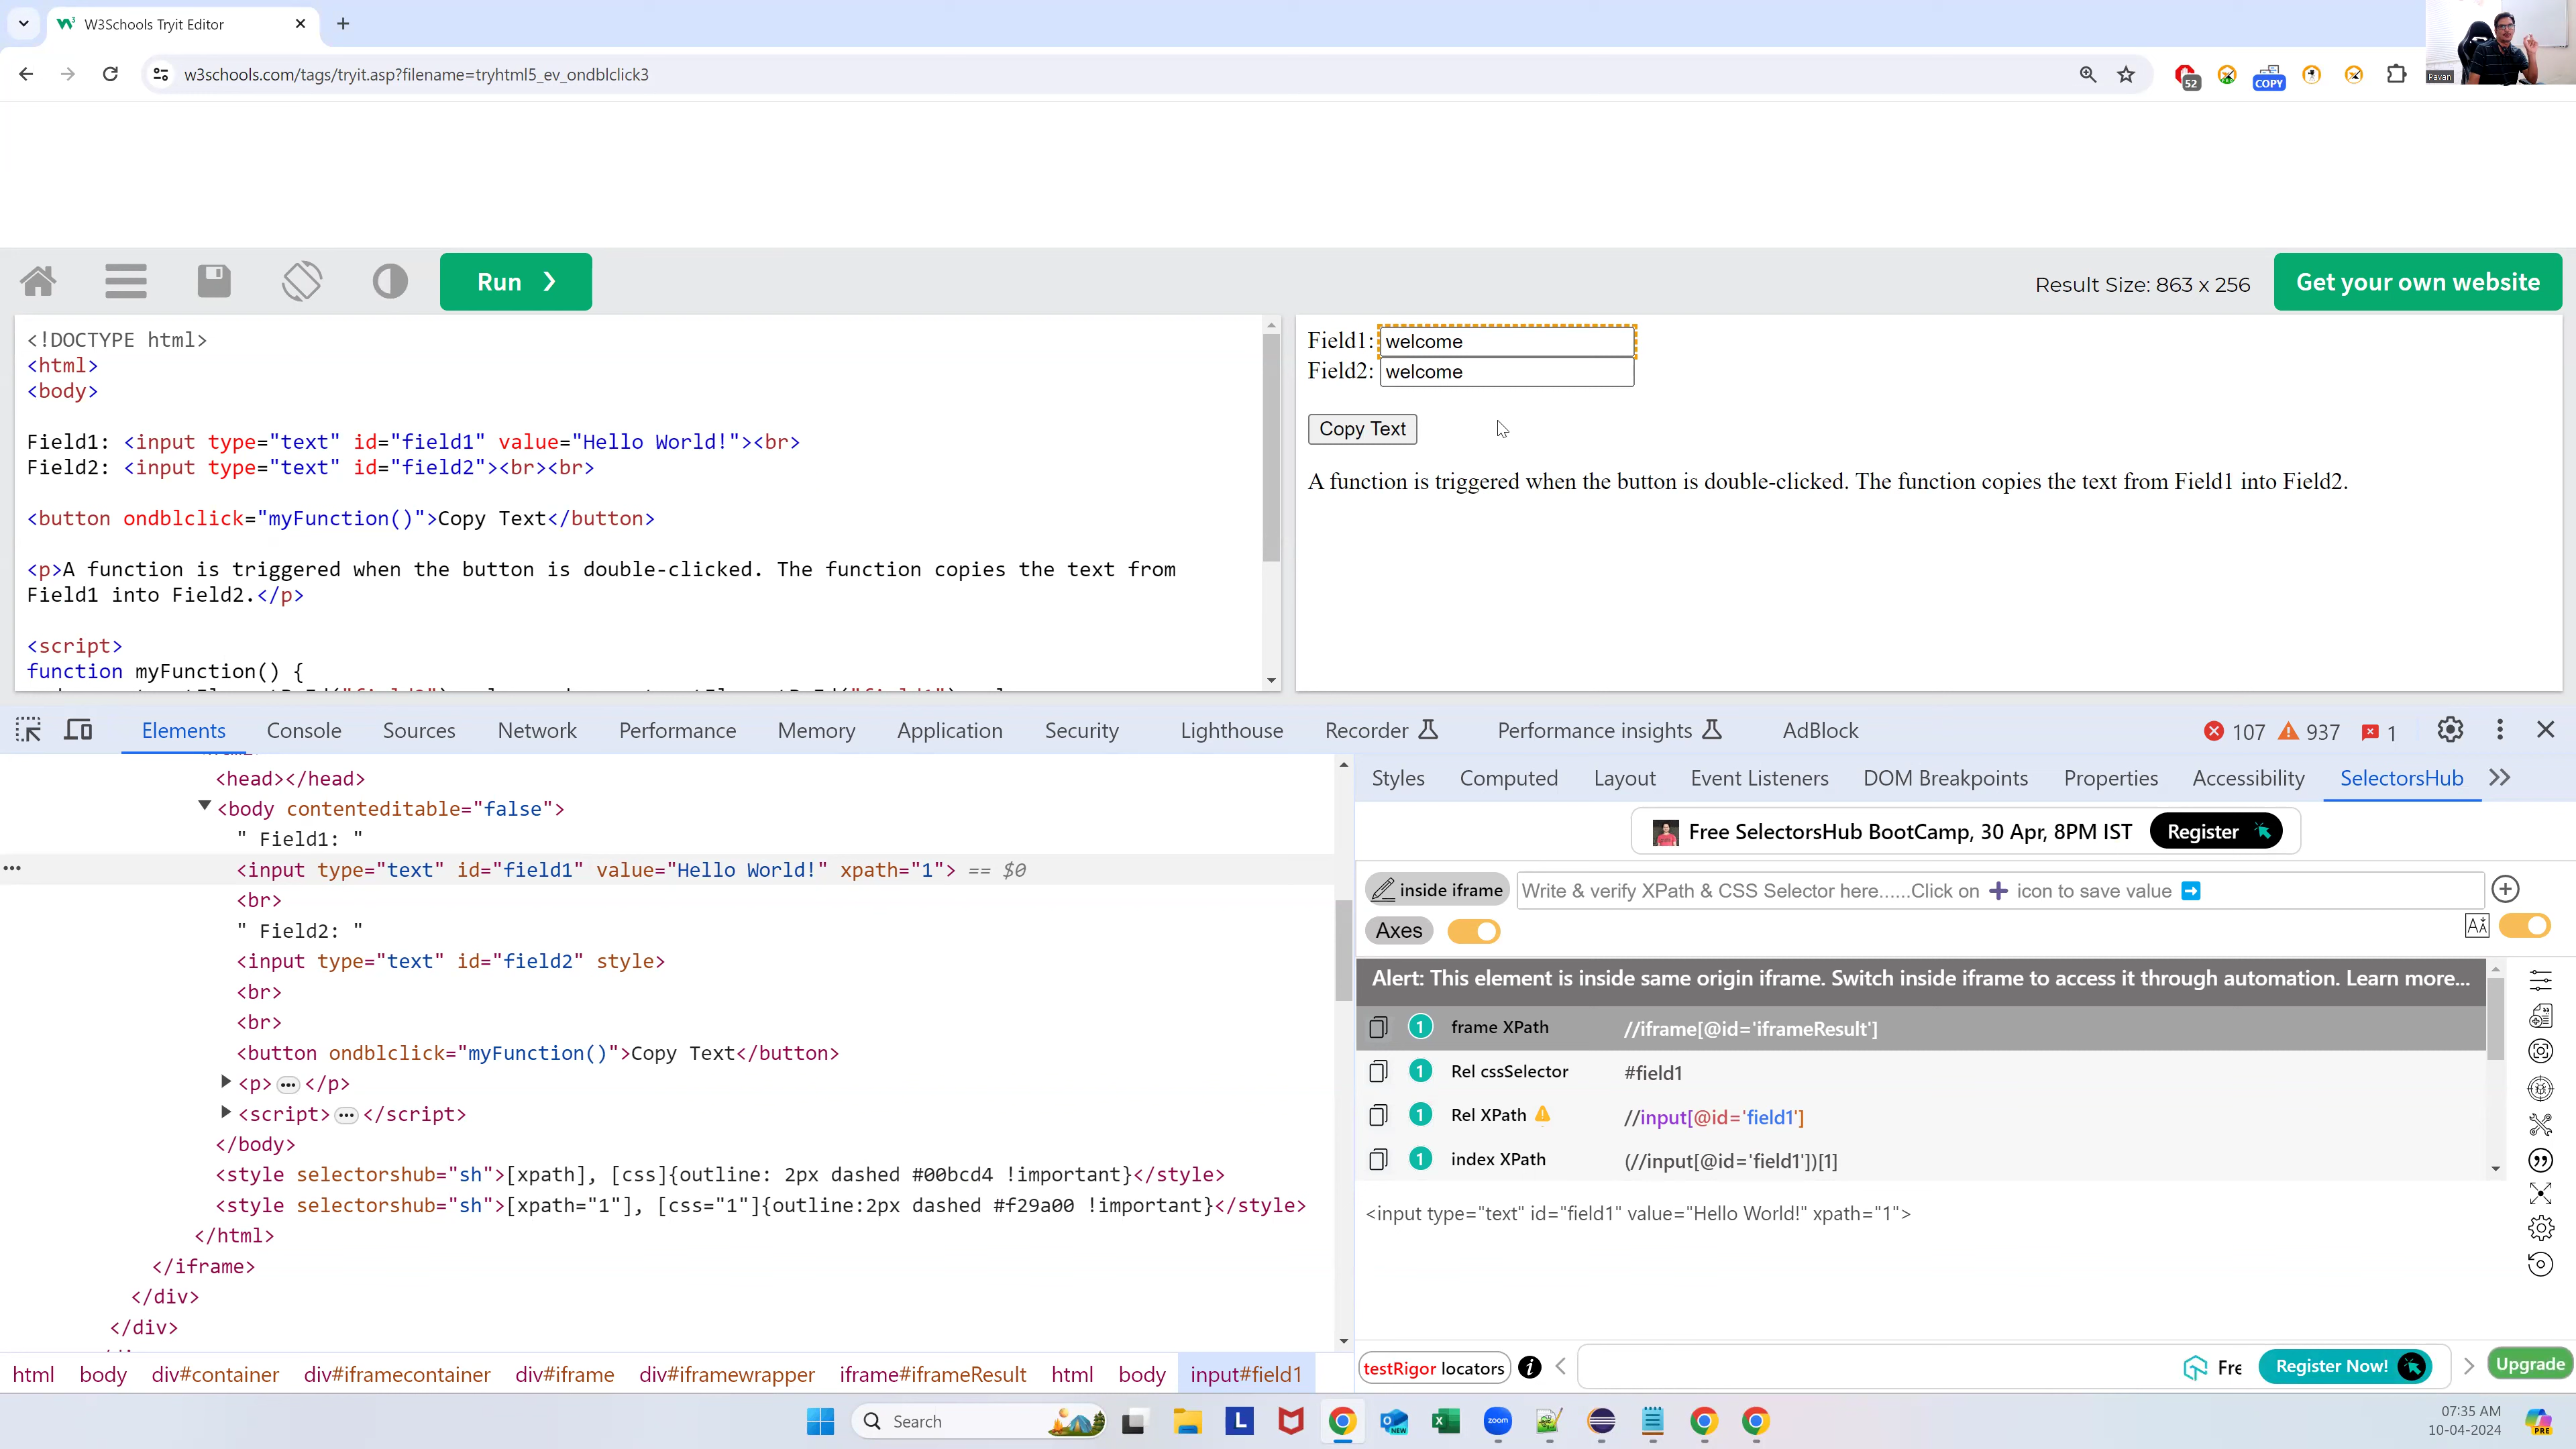 W3Schools Tryit Editor
w3schools.com/tags/tryit.asp?filename=tryhtml5_ev_ondblclick3
52
COPY
Pavan
Run ❯
Result Size: 863 x 256
Get your own website
<!DOCTYPE html>
<html>
<body>
Field1: <input type="text" id="field1" value="Hello World!"><br>
Field2: <input type="text" id="field2"><br><br>
<button ondblclick="myFunction()">Copy Text</button>
<p>A function is triggered when the button is double-clicked. The function copies the text from
Field1 into Field2.</p>
<script>
function myFunction() {
Field1: welcome
Field2: welcome
Copy Text
A function is triggered when the button is double-clicked. The function copies the text from Field1 into Field2.
Elements Console Sources Network Performance Memory Application Security Lighthouse Recorder Performance insights AdBlock 107 937 1
<head></head>
<body contenteditable="false">
" Field1: "
<input type="text" id="field1" value="Hello World!" xpath="1"> == $0
<br>
" Field2: "
<input type="text" id="field2" style>
<br>
<br>
<button ondblclick="myFunction()">Copy Text</button>
<p> ••• </p>
<script> ••• </script>
</body>
<style selectorshub="sh">[xpath], [css]{outline: 2px dashed #00bcd4 !important}</style>
<style selectorshub="sh">[xpath="1"], [css="1"]{outline:2px dashed #f29a00 !important}</style>
</html>
</iframe>
</div>
</div>
html body div#container div#iframecontainer div#iframe div#iframewrapper iframe#iframeResult html body input#field1
Styles Computed Layout Event Listeners DOM Breakpoints Properties Accessibility SelectorsHub
Free SelectorsHub BootCamp, 30 Apr, 8PM IST Register
inside iframe Write & verify XPath & CSS Selector here......Click on + icon to save value
Axes
Alert: This element is inside same origin iframe. Switch inside iframe to access it through automation. Learn more...
1 frame XPath //iframe[@id='iframeResult']
1 Rel cssSelector #field1
1 Rel XPath //input[@id='field1']
1 index XPath (//input[@id='field1'])[1]
<input type="text" id="field1" value="Hello World!" xpath="1">
testRigor locators Fre Register Now! Upgrade
Search
zoom
07:35 AM
10-04-2024